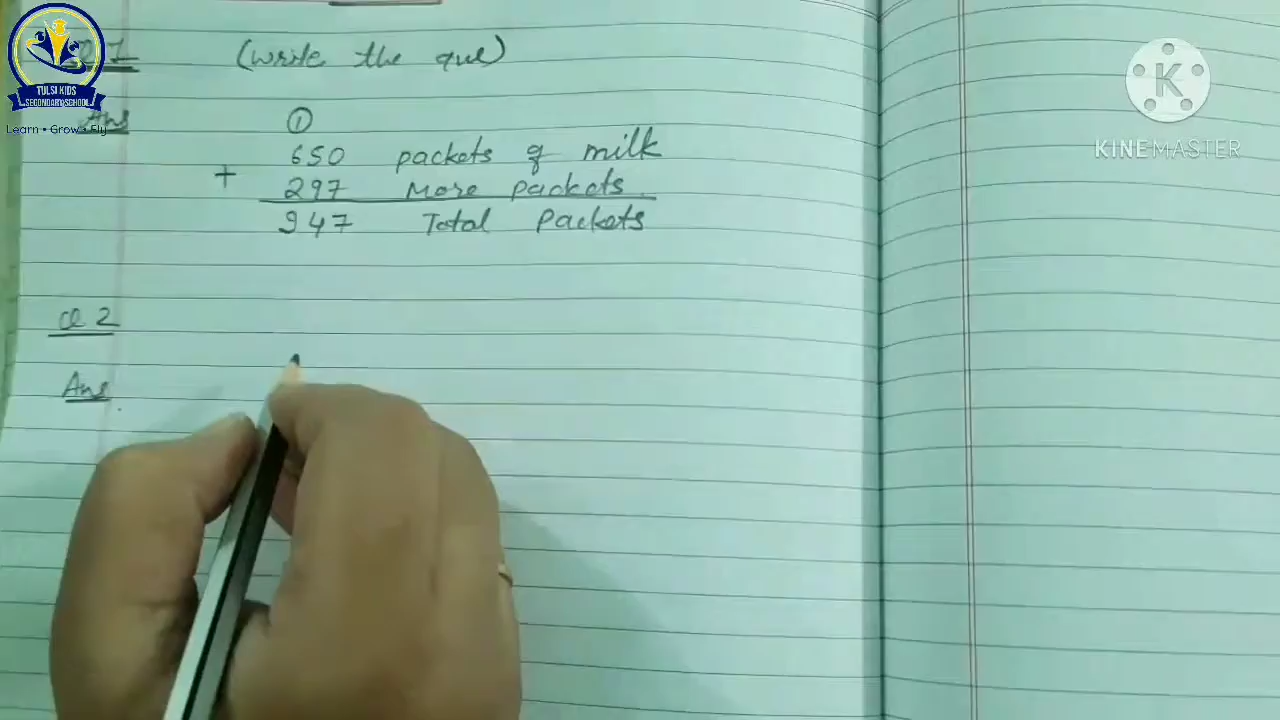 TULSI KIDS
SECONDARY SCHOOL
Learn • Grow • Fly
(write the que)
Ans
①
650 packets of milk
+ 297 More packets
947 Total Packets
Q 2
Ans
K
KINEMASTER